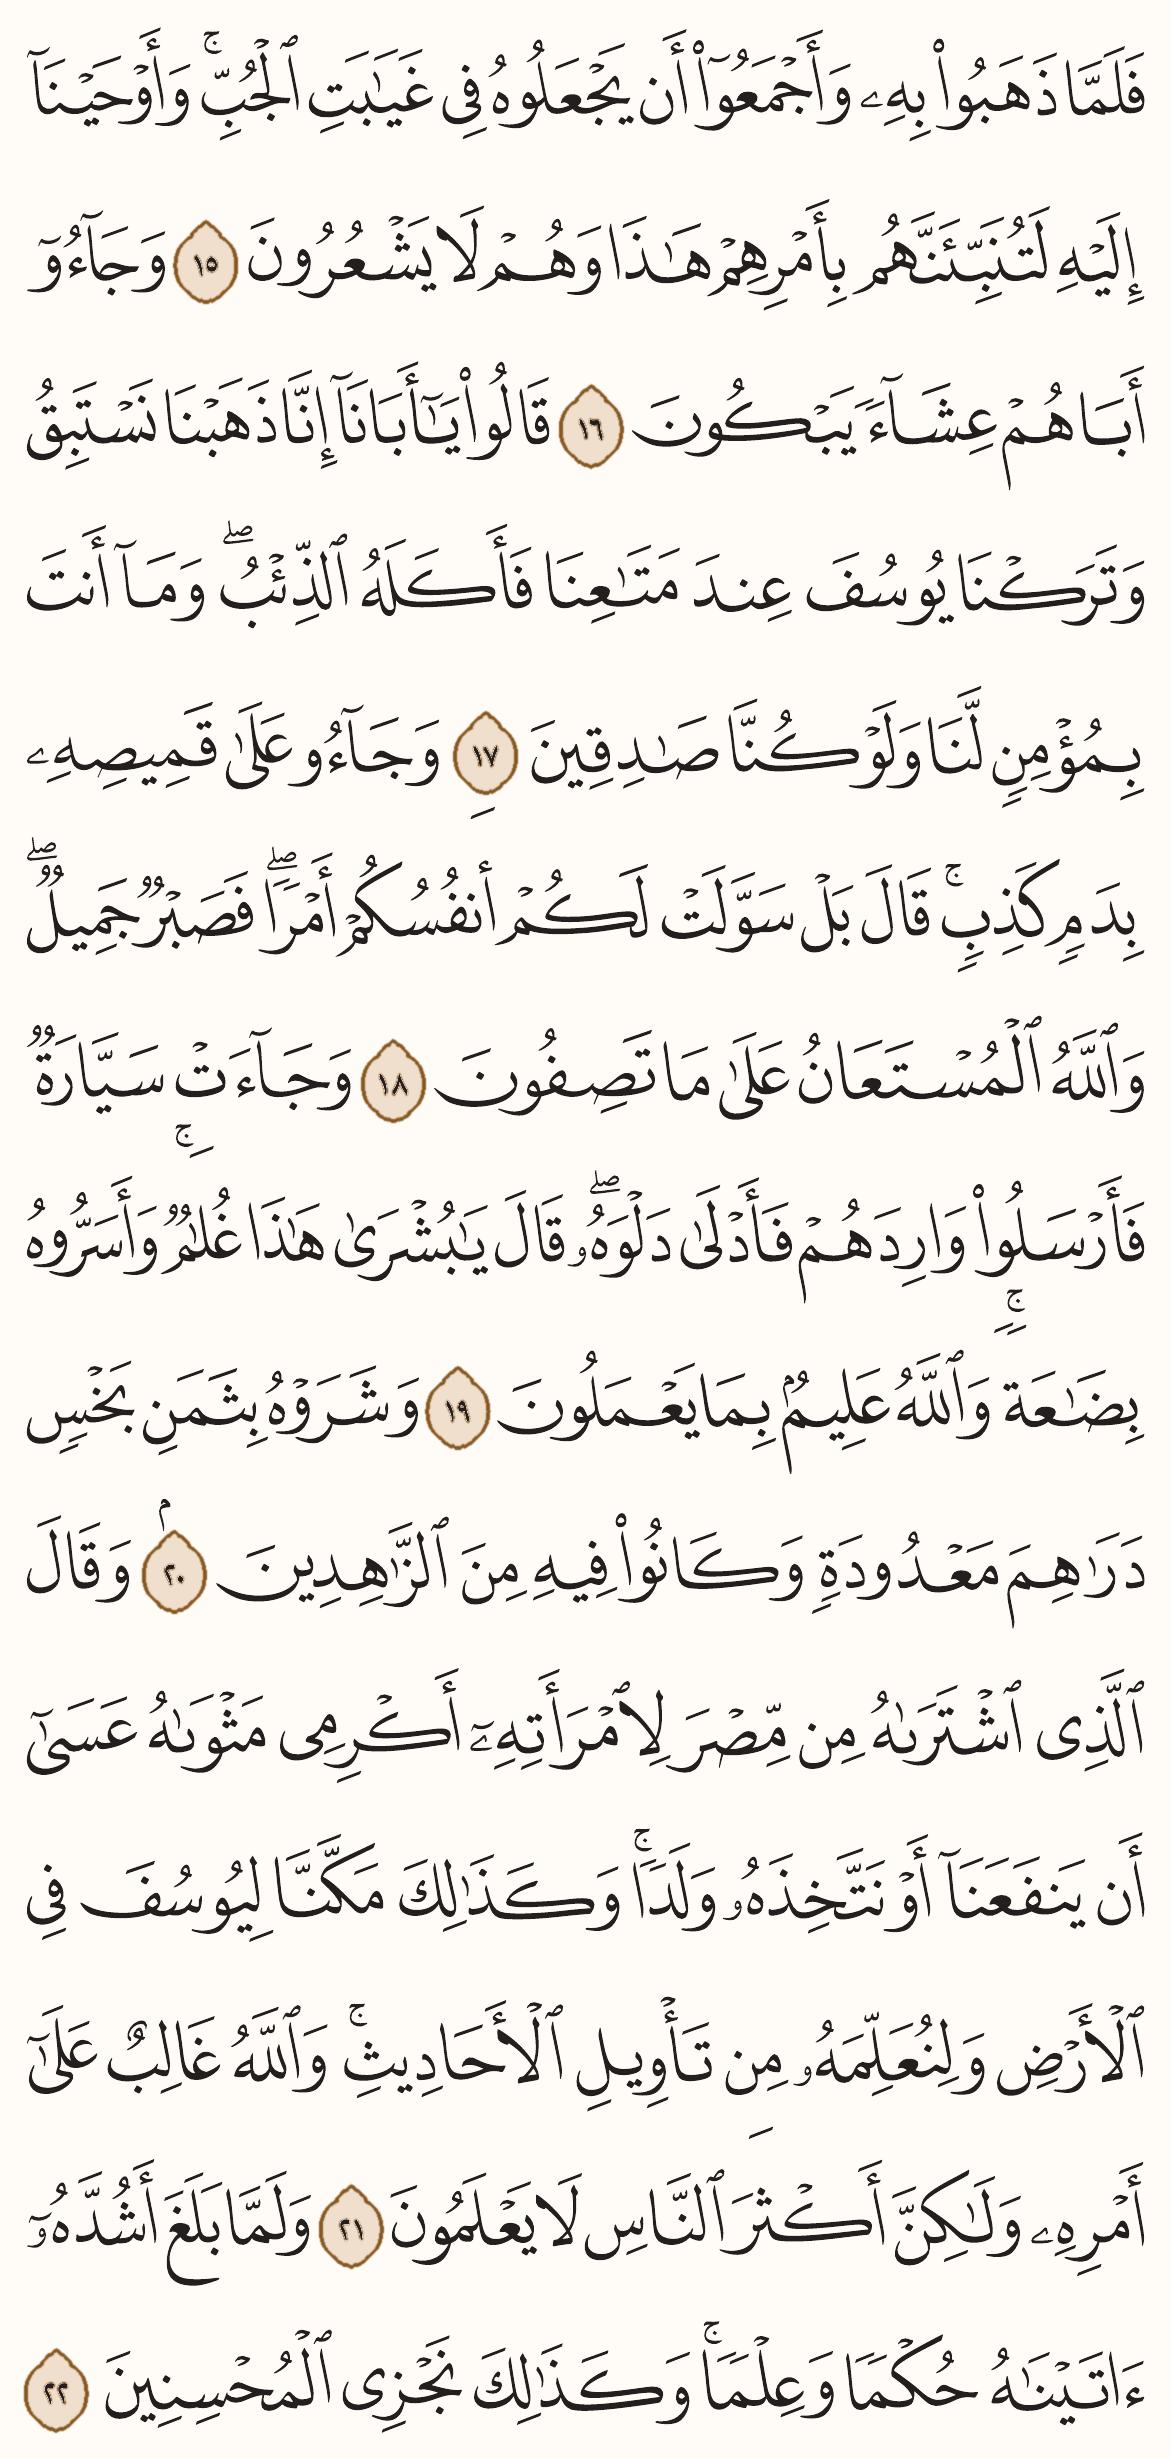 فَلَمَّا ذَهَبُوا۟ بِهِۦ وَأَجْمَعُوٓا۟ أَن يَجْعَلُوهُ فِى غَيَـٰبَتِ ٱلْجُبِّ ۚ وَأَوْحَيْنَآ
إِلَيْهِ لَتُنَبِّئَنَّهُم بِأَمْرِهِمْ هَـٰذَا وَهُمْ لَا يَشْعُرُونَ ١٥ وَجَآءُوٓ
أَبَاهُمْ عِشَآءً يَبْكُونَ ١٦ قَالُوا۟ يَـٰٓأَبَانَآ إِنَّا ذَهَبْنَا نَسْتَبِقُ
وَتَرَكْنَا يُوسُفَ عِندَ مَتَـٰعِنَا فَأَكَلَهُ ٱلذِّئْبُ ۖ وَمَآ أَنتَ
بِمُؤْمِنٍ لَّنَا وَلَوْ كُنَّا صَـٰدِقِينَ ١٧ وَجَآءُو عَلَىٰ قَمِيصِهِۦ
بِدَمٍ كَذِبٍ ۚ قَالَ بَلْ سَوَّلَتْ لَكُمْ أَنفُسُكُمْ أَمْرًا ۖ فَصَبْرٌ جَمِيلٌ ۖ
وَٱللَّهُ ٱلْمُسْتَعَانُ عَلَىٰ مَا تَصِفُونَ ١٨ وَجَآءَتْ سَيَّارَةٌ
فَأَرْسَلُوا۟ وَارِدَهُمْ فَأَدْلَىٰ دَلْوَهُۥ ۖ قَالَ يَـٰبُشْرَىٰ هَـٰذَا غُلَـٰمٌ ۚ وَأَسَرُّوهُ
بِضَـٰعَةً ۚ وَٱللَّهُ عَلِيمٌۢ بِمَا يَعْمَلُونَ ١٩ وَشَرَوْهُ بِثَمَنٍۭ بَخْسٍ
دَرَٰهِمَ مَعْدُودَةٍ وَكَانُوا۟ فِيهِ مِنَ ٱلزَّٰهِدِينَ ٢٠ وَقَالَ
ٱلَّذِى ٱشْتَرَىٰهُ مِن مِّصْرَ لِٱمْرَأَتِهِۦٓ أَكْرِمِى مَثْوَىٰهُ عَسَىٰٓ
أَن يَنفَعَنَآ أَوْ نَتَّخِذَهُۥ وَلَدًا ۚ وَكَذَٰلِكَ مَكَّنَّا لِيُوسُفَ فِى
ٱلْأَرْضِ وَلِنُعَلِّمَهُۥ مِن تَأْوِيلِ ٱلْأَحَادِيثِ ۚ وَٱللَّهُ غَالِبٌ عَلَىٰٓ
أَمْرِهِۦ وَلَـٰكِنَّ أَكْثَرَ ٱلنَّاسِ لَا يَعْلَمُونَ ٢١ وَلَمَّا بَلَغَ أَشُدَّهُۥٓ
ءَاتَيْنَـٰهُ حُكْمًا وَعِلْمًا ۚ وَكَذَٰلِكَ نَجْزِى ٱلْمُحْسِنِينَ ٢٢